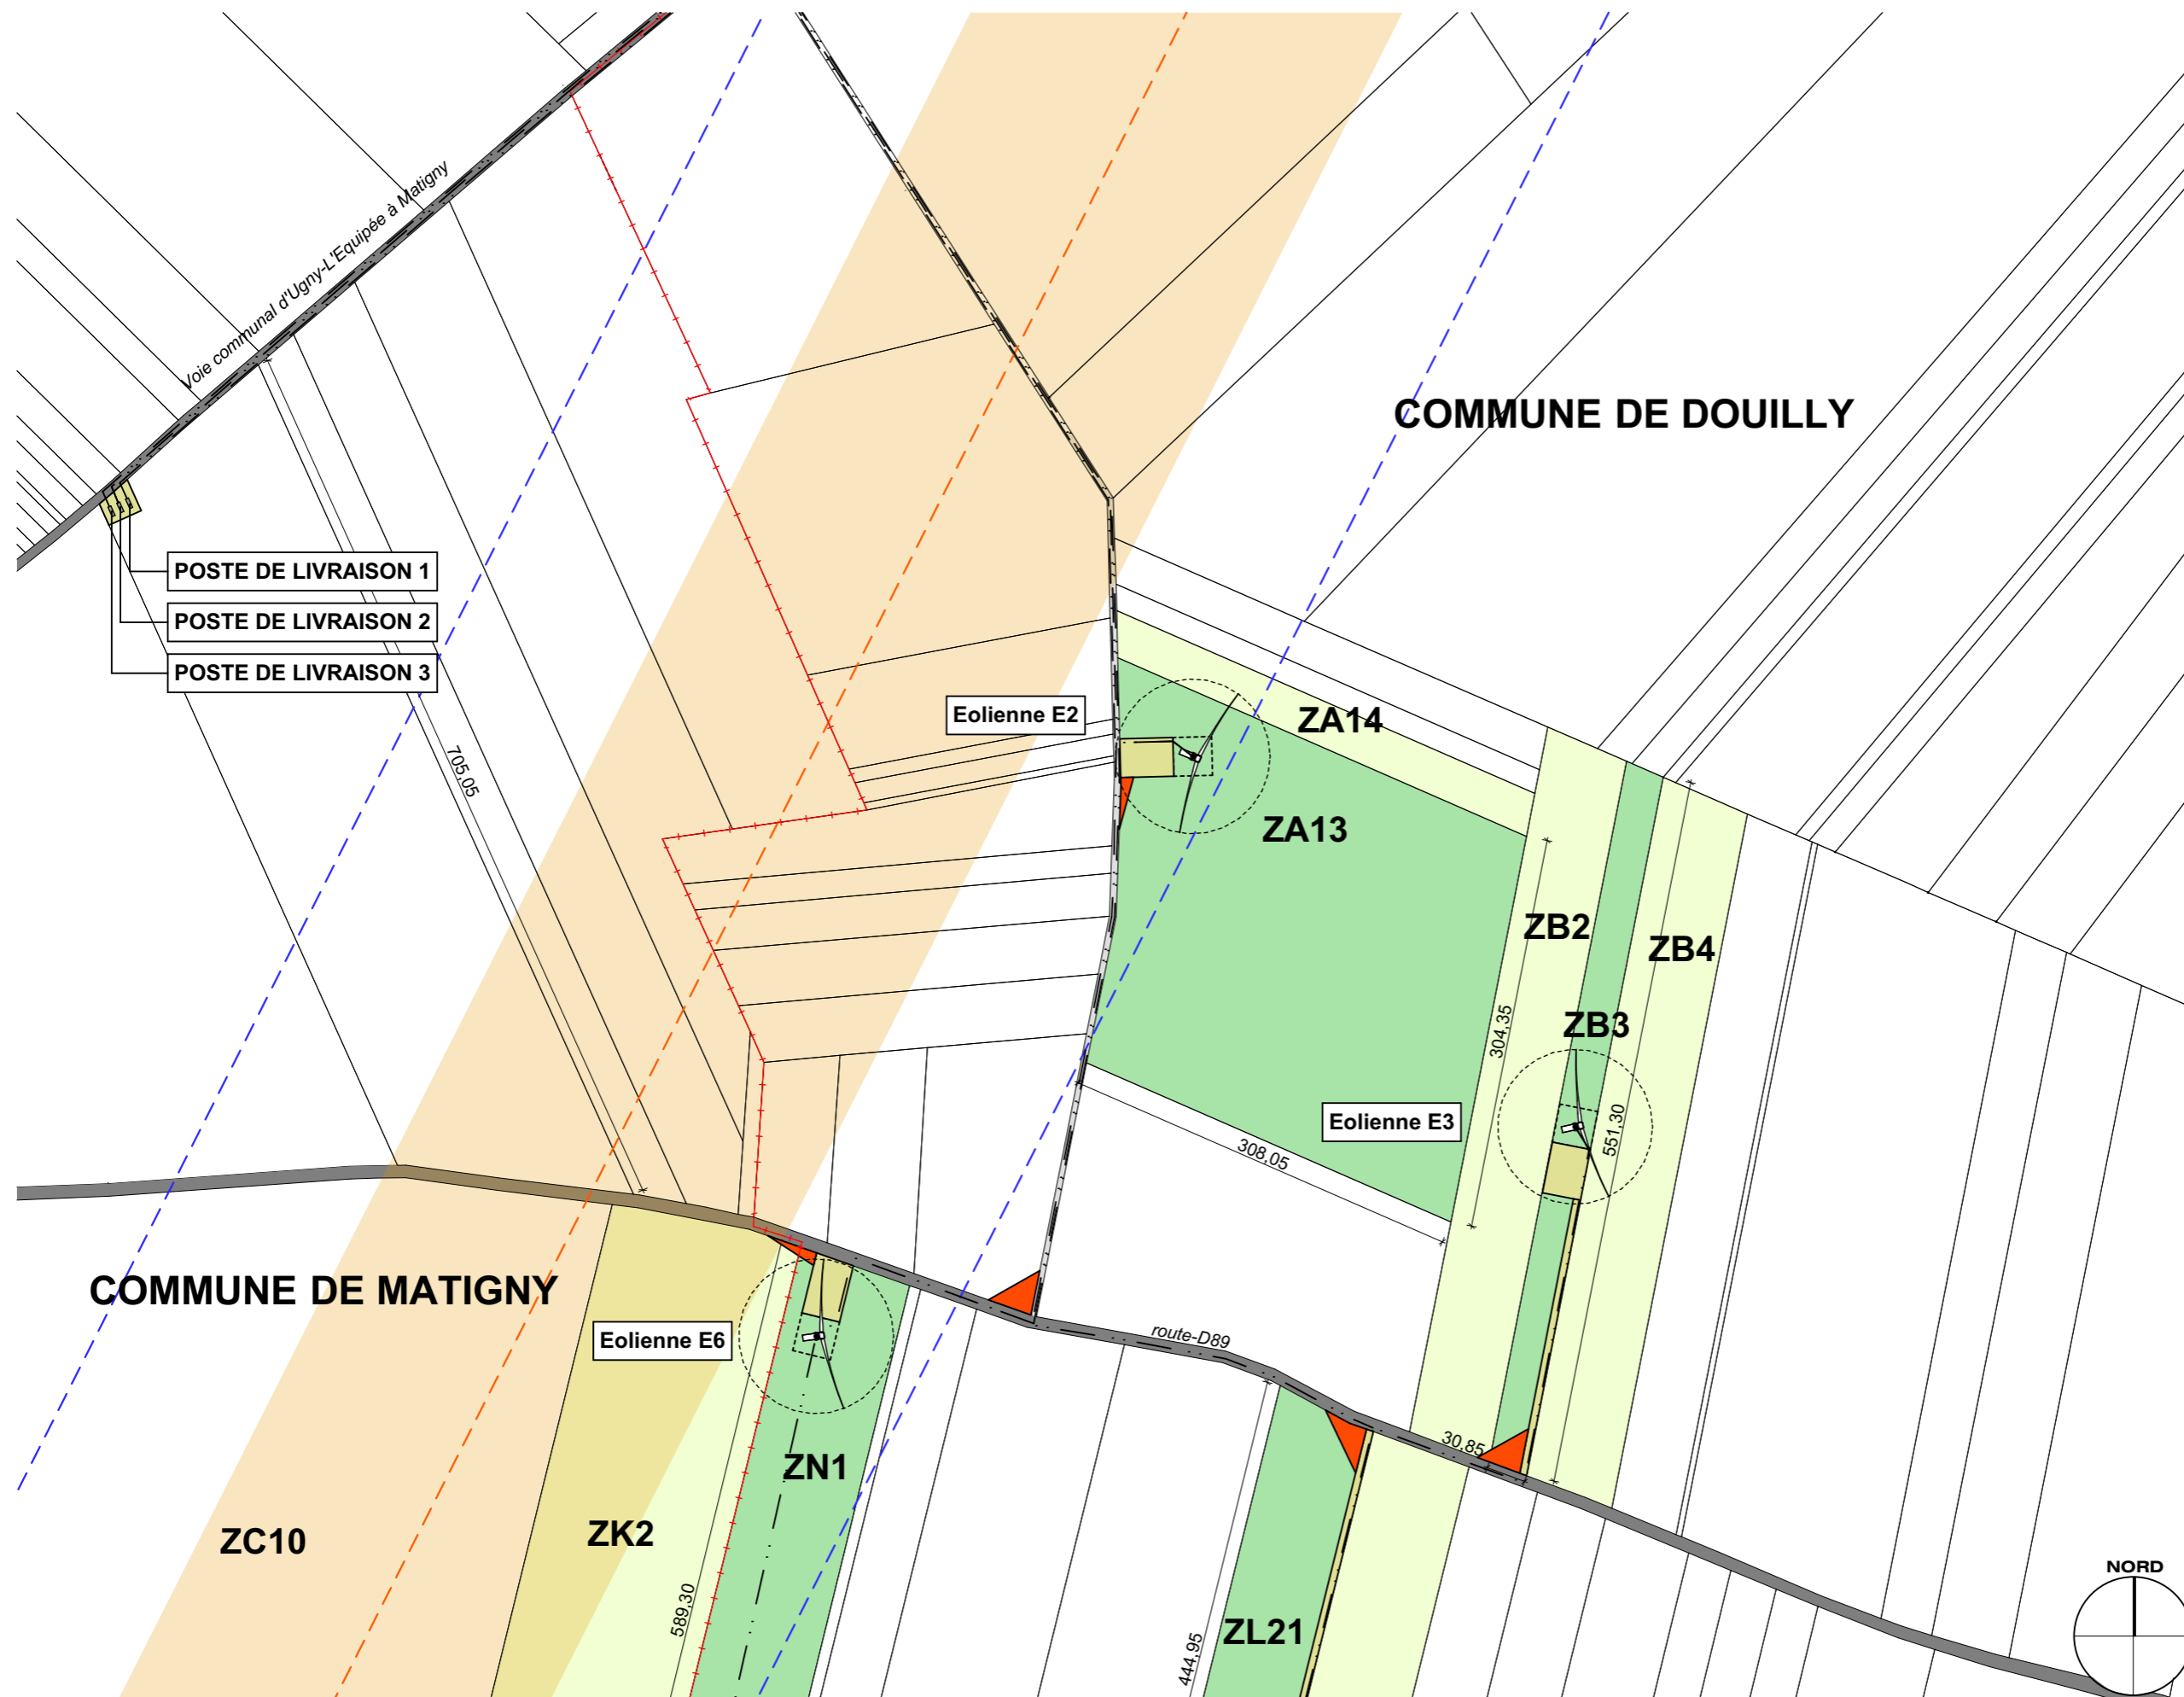 Voie communal d'Ugny-L'Equipée à Matigny
COMMUNE DE DOUILLY
POSTE DE LIVRAISON 1
POSTE DE LIVRAISON 2
POSTE DE LIVRAISON 3
705,05
Eolienne E2
ZA14
ZA13
ZB2
ZB4
304,35
ZB3
Eolienne E3
551,30
308,05
COMMUNE DE MATIGNY
Eolienne E6
route-D89
30,85
ZN1
ZC10
ZK2
589,30
ZL21
444,95
NORD